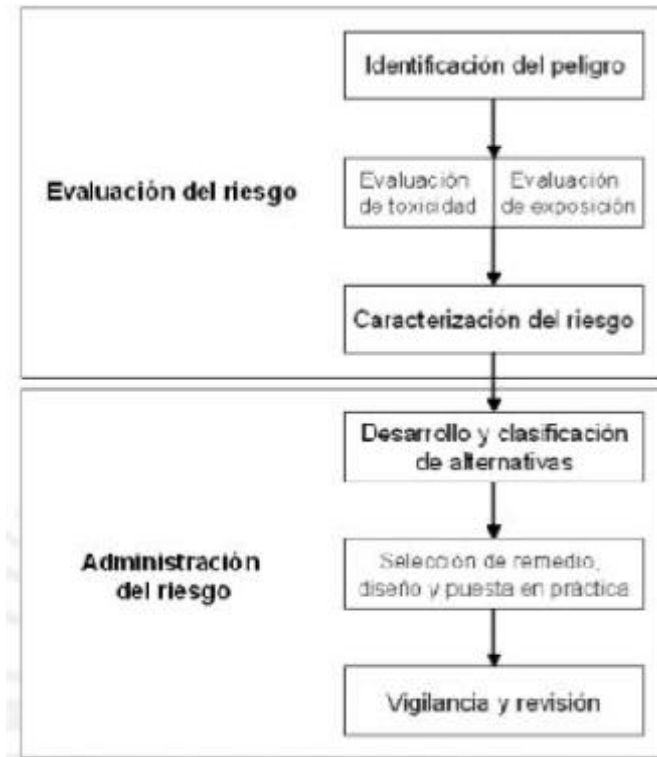 Identificación del peligro
Evaluación del riesgo
Evaluación
de toxicidad
Evaluación
de exposición
Caracterización del riesgo
Desarrollo y clasificación
de alternativas
Administración
del riesgo
Selección de remedio,
diseño y puesta en práctica
Vigilancia y revisión